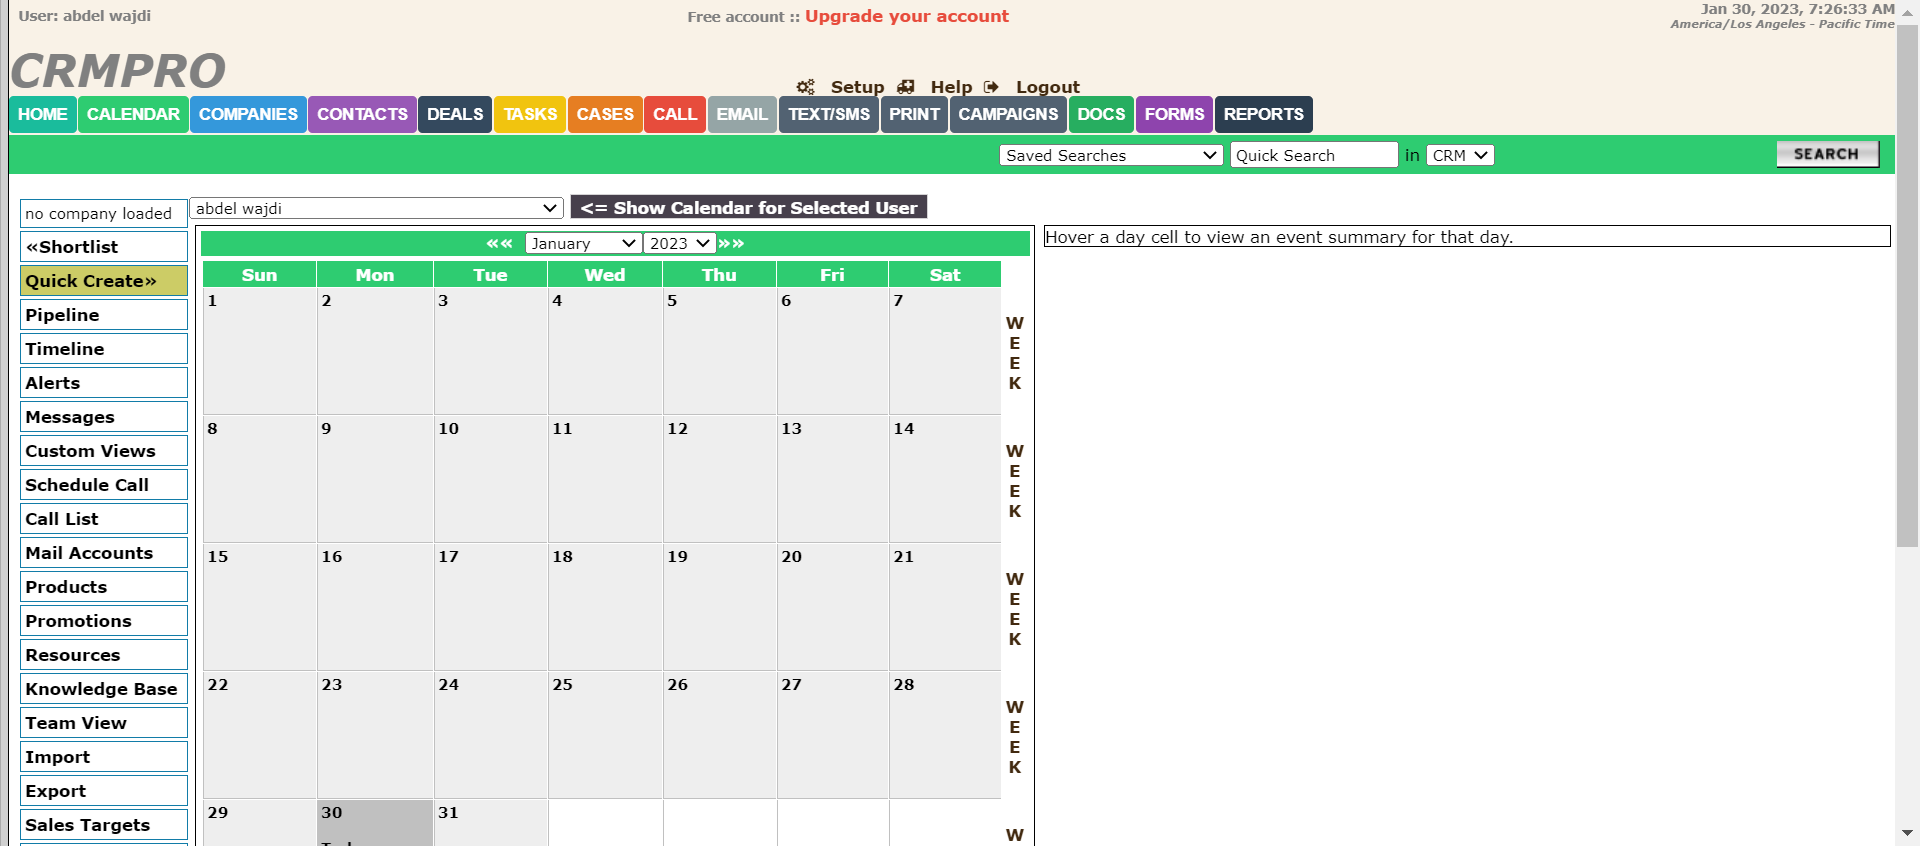 User: abdel wajdi
Free account :: Upgrade your account
Jan 30, 2023, 7:26:33 AM
America/Los Angeles - Pacific Time
CRMPRO
Setup Help Logout
HOME CALENDAR COMPANIES CONTACTS DEALS TASKS CASES CALL EMAIL TEXT/SMS PRINT CAMPAIGNS DOCS FORMS REPORTS
Saved Searches Quick Search in CRM SEARCH
no company loaded
«Shortlist
Quick Create»
Pipeline
Timeline
Alerts
Messages
Custom Views
Schedule Call
Call List
Mail Accounts
Products
Promotions
Resources
Knowledge Base
Team View
Import
Export
Sales Targets
abdel wajdi <= Show Calendar for Selected User
«« January 2023 »»
Sun Mon Tue Wed Thu Fri Sat
1 2 3 4 5 6 7
W
E
E
K
8 9 10 11 12 13 14
W
E
E
K
15 16 17 18 19 20 21
W
E
E
K
22 23 24 25 26 27 28
W
E
E
K
29 30 31
W
Hover a day cell to view an event summary for that day.